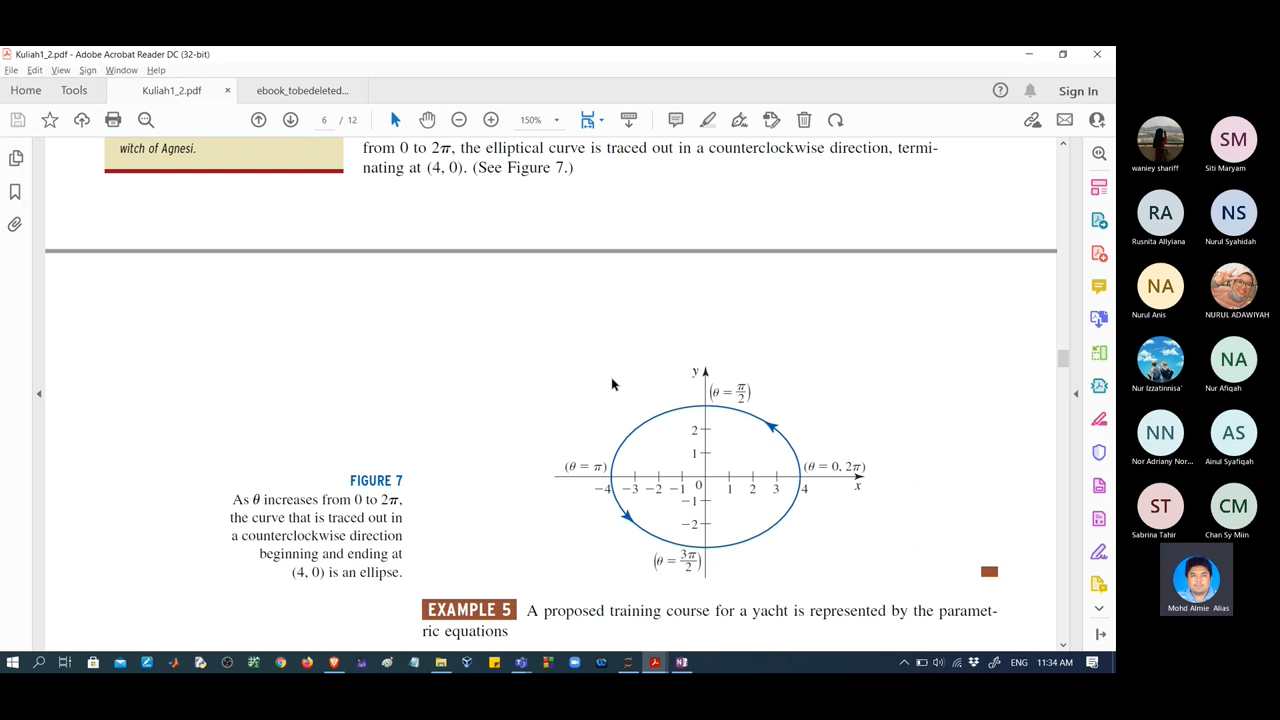 Kuliah1_2.pdf - Adobe Acrobat Reader DC (32-bit)
File Edit View Sign Window Help
Home Tools Kuliah1_2.pdf × ebook_tobedeleted... Sign In
6 / 12 150%
witch of Agnesi.
from 0 to 2π, the elliptical curve is traced out in a counterclockwise direction, termi-
nating at (4, 0). (See Figure 7.)
y
(θ = π/2)
2
1
(θ = π) (θ = 0, 2π)
−4 −3 −2 −1 0 1 2 3 4 x
−1
−2
(θ = 3π/2)
FIGURE 7
As θ increases from 0 to 2π,
the curve that is traced out in
a counterclockwise direction
beginning and ending at
(4, 0) is an ellipse.
EXAMPLE 5 A proposed training course for a yacht is represented by the paramet-
ric equations
ENG 11:34 AM
waniey shariff
SM
Siti Maryam
RA
Rusnita Allyiana
NS
Nurul Syahidah
NA
Nurul Anis
NURUL ADAWIYAH
Nur Izzatinnisa'
NA
Nur Afiqah
NN
Nor Adriany Nor...
AS
Ainul Syafiqah
ST
Sabrina Tahir
CM
Chan Sy Miin
Mohd Almie Alias